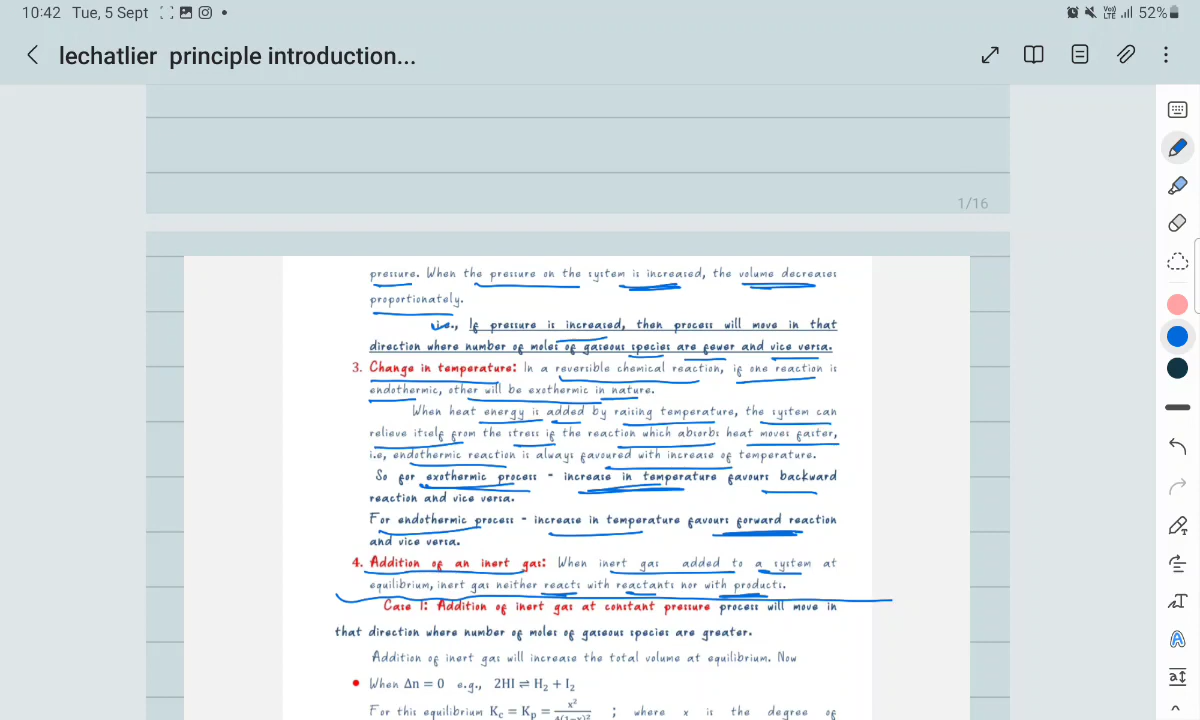 10:42 Tue, 5 Sept
52%
lechatlier principle introduction...
1/16
pressure. When the pressure on the system is increased, the volume decreases
proportionately.
i.e., If pressure is increased, then process will move in that
direction where number of moles of gaseous species are fewer and vice versa.
3. Change in temperature: In a reversible chemical reaction, if one reaction is
endothermic, other will be exothermic in nature.
When heat energy is added by raising temperature, the system can
relieve itself from the stress if the reaction which absorbs heat moves faster,
i.e, endothermic reaction is always favoured with increase of temperature.
So for exothermic process - increase in temperature favours backward
reaction and vice versa.
For endothermic process - increase in temperature favours forward reaction
and vice versa.
4. Addition of an inert gas: When inert gas added to a system at
equilibrium, inert gas neither reacts with reactants nor with products.
Case 1: Addition of inert gas at constant pressure process will move in
that direction where number of moles of gaseous species are greater.
Addition of inert gas will increase the total volume at equilibrium. Now
• When Δn = 0 e.g., 2HI ⇌ H₂ + I₂
For this equilibrium K_c = K_p = x²/4(1−x)² ; where x is the degree of